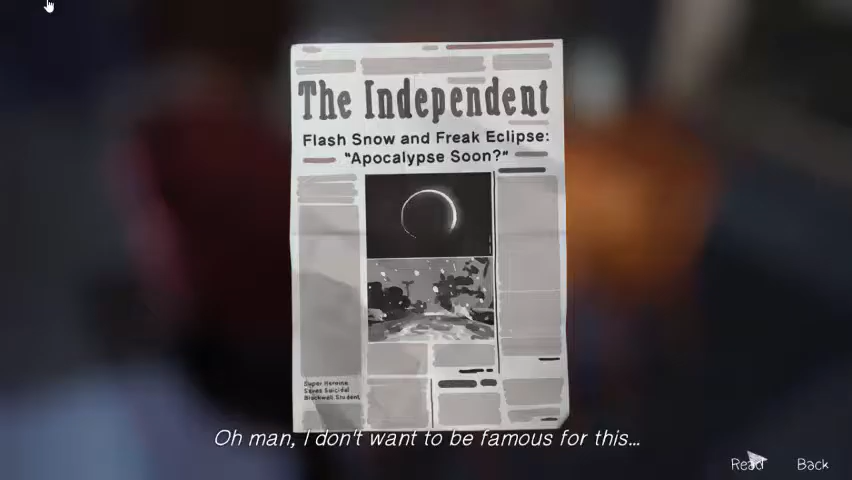 The Independent
Flash Snow and Freak Eclipse:
"Apocalypse Soon?"
Super Heroine
Saves Suicidal
Blackwell Student
Oh man, I don't want to be famous for this...
Read
Back